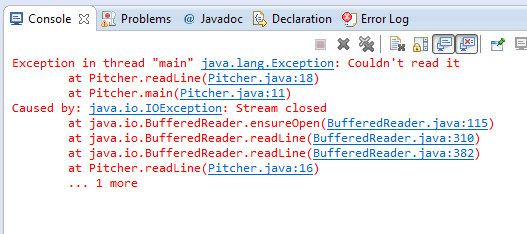 Console Problems @ Javadoc Declaration Error Log
Exception in thread "main" java.lang.Exception: Couldn't read it
at Pitcher.readLine(Pitcher.java:18)
at Pitcher.main(Pitcher.java:11)
Caused by: java.io.IOException: Stream closed
at java.io.BufferedReader.ensureOpen(BufferedReader.java:115)
at java.io.BufferedReader.readLine(BufferedReader.java:310)
at java.io.BufferedReader.readLine(BufferedReader.java:382)
at Pitcher.readLine(Pitcher.java:16)
... 1 more